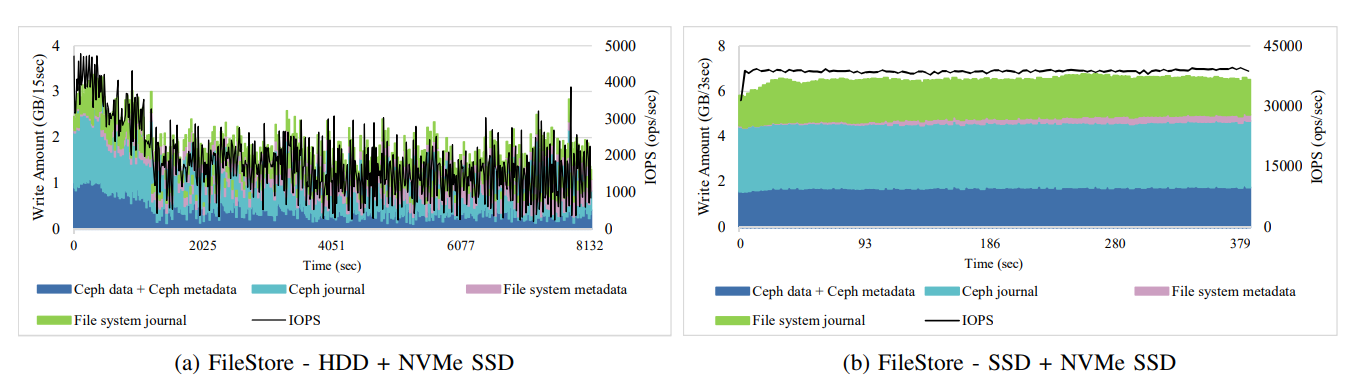 4
3
2
1
0
Write Amount (GB/15sec)
5000
4000
3000
2000
1000
0
IOPS (ops/sec)
0 2025 4051 6077 8132
Time (sec)
Ceph data + Ceph metadata Ceph journal File system metadata
File system journal IOPS
(a) FileStore - HDD + NVMe SSD
8
6
4
2
0
Write Amount (GB/3sec)
45000
30000
15000
0
IOPS (ops/sec)
0 93 186 280 379
Time (sec)
Ceph data + Ceph metadata Ceph journal File system metadata
File system journal IOPS
(b) FileStore - SSD + NVMe SSD